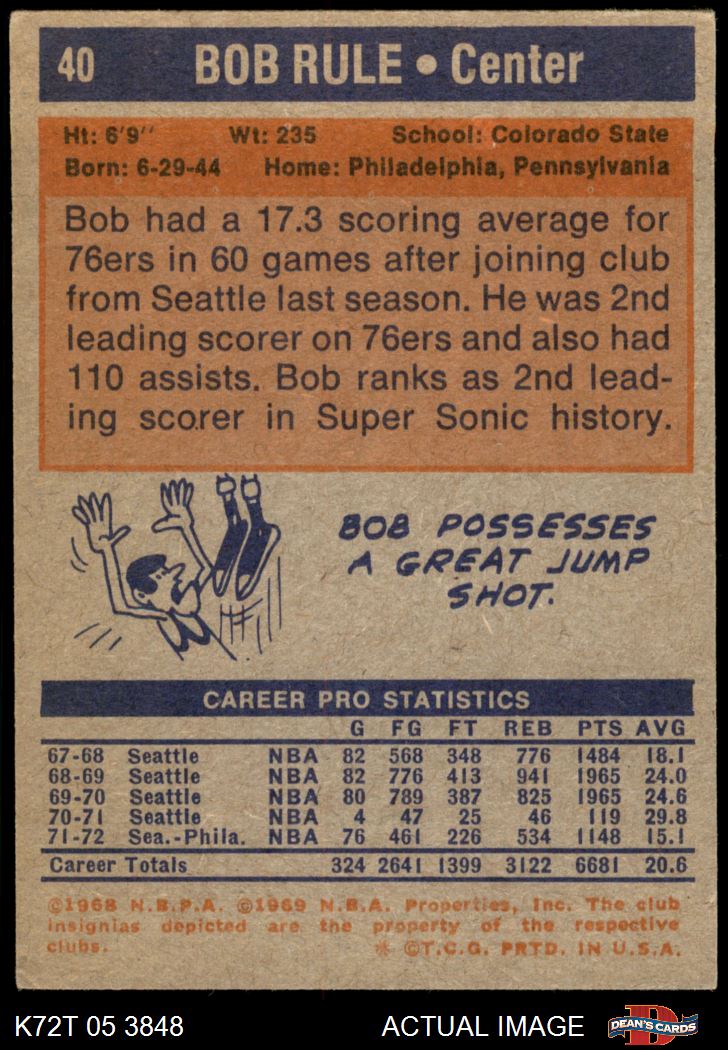 40 BOB RULE • Center
Ht: 6'9" Wt: 235 School: Colorado State
Born: 6-29-44 Home: Philadelphia, Pennsylvania
Bob had a 17.3 scoring average for
76ers in 60 games after joining club
from Seattle last season. He was 2nd
leading scorer on 76ers and also had
110 assists. Bob ranks as 2nd lead-
ing scorer in Super Sonic history.
BOB POSSESSES
A GREAT JUMP
SHOT.
CAREER PRO STATISTICS
G FG FT REB PTS AVG
67-68 Seattle NBA 82 568 348 776 1484 18.1
68-69 Seattle NBA 82 776 413 941 1965 24.0
69-70 Seattle NBA 80 789 387 825 1965 24.6
70-71 Seattle NBA 4 47 25 46 119 29.8
71-72 Sea.-Phila. NBA 76 461 226 534 1148 15.1
Career Totals 324 2641 1399 3122 6681 20.6
©1968 N.B.P.A. ©1969 N.B.A. Properties, Inc. The club
insignias depicted are the property of the respective
clubs. * ©T.C.G. PRTD. IN U.S.A.
K72T 05 3848 ACTUAL IMAGE DEAN'S CARDS